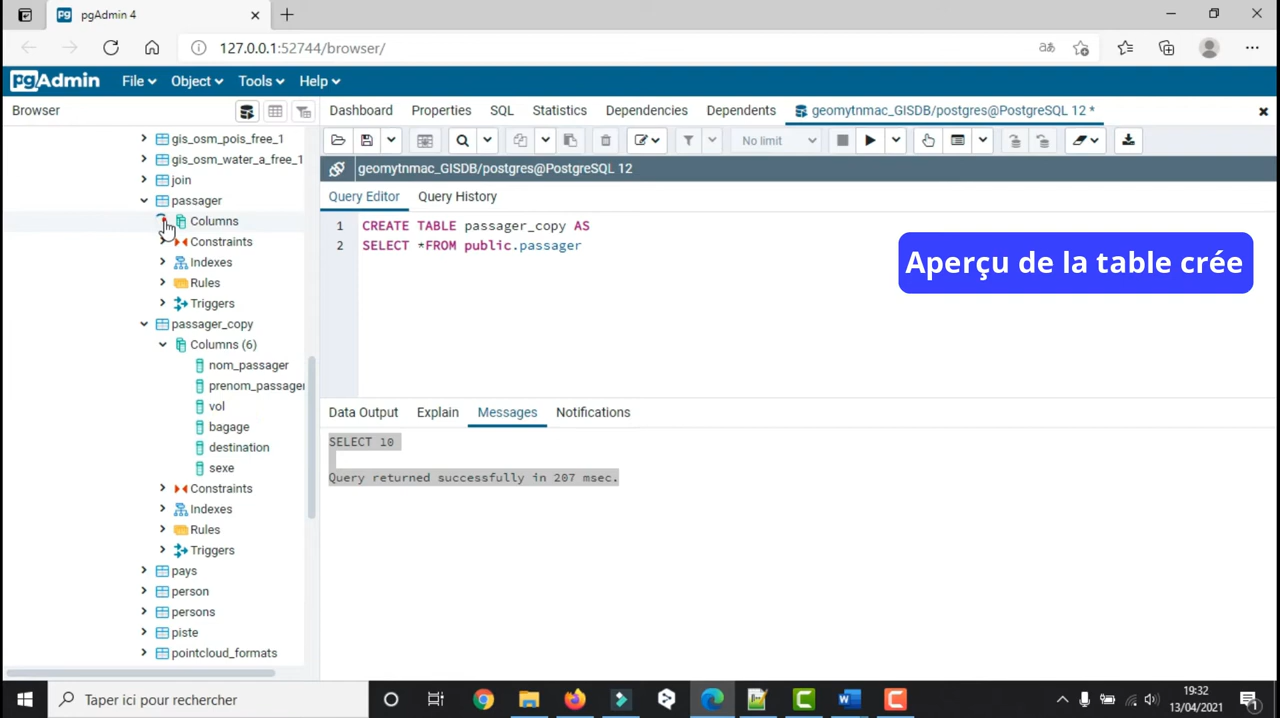 pgAdmin 4
127.0.0.1:52744/browser/
pgAdmin
File
Object
Tools
Help
Browser
Dashboard
Properties
SQL
Statistics
Dependencies
Dependents
geomytnmac_GISDB/postgres@PostgreSQL 12 *
gis_osm_pois_free_1
gis_osm_water_a_free_1
join
passager
Columns
Constraints
Indexes
Rules
Triggers
passager_copy
Columns (6)
nom_passager
prenom_passager
vol
bagage
destination
sexe
Constraints
Indexes
Rules
Triggers
pays
person
persons
piste
pointcloud_formats
No limit
geomytnmac_GISDB/postgres@PostgreSQL 12
Query Editor
Query History
1 CREATE TABLE passager_copy AS
2 SELECT *FROM public.passager
Aperçu de la table crée
Data Output
Explain
Messages
Notifications
SELECT 10
Query returned successfully in 207 msec.
Taper ici pour rechercher
19:32
13/04/2021